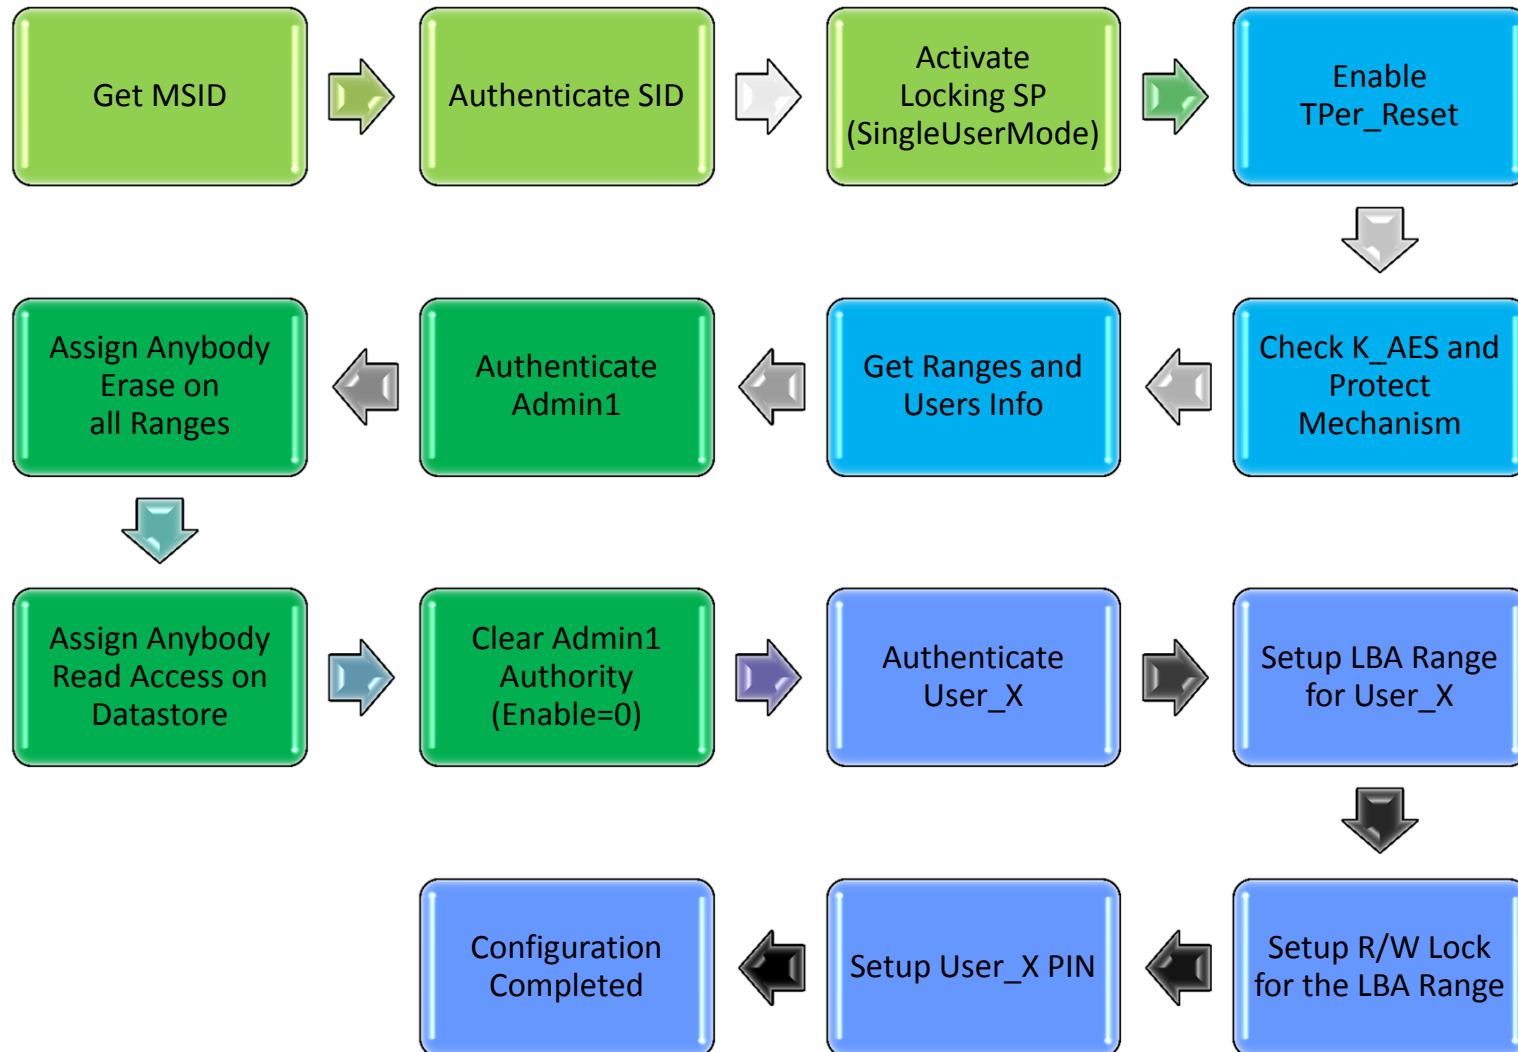 Get MSID
Authenticate SID
Activate
Locking SP
(SingleUserMode)
Enable
TPer_Reset
Check K_AES and
Protect
Mechanism
Get Ranges and
Users Info
Authenticate
Admin1
Assign Anybody
Erase on
all Ranges
Assign Anybody
Read Access on
Datastore
Clear Admin1
Authority
(Enable=0)
Authenticate
User_X
Setup LBA Range
for User_X
Setup R/W Lock
for the LBA Range
Setup User_X PIN
Configuration
Completed